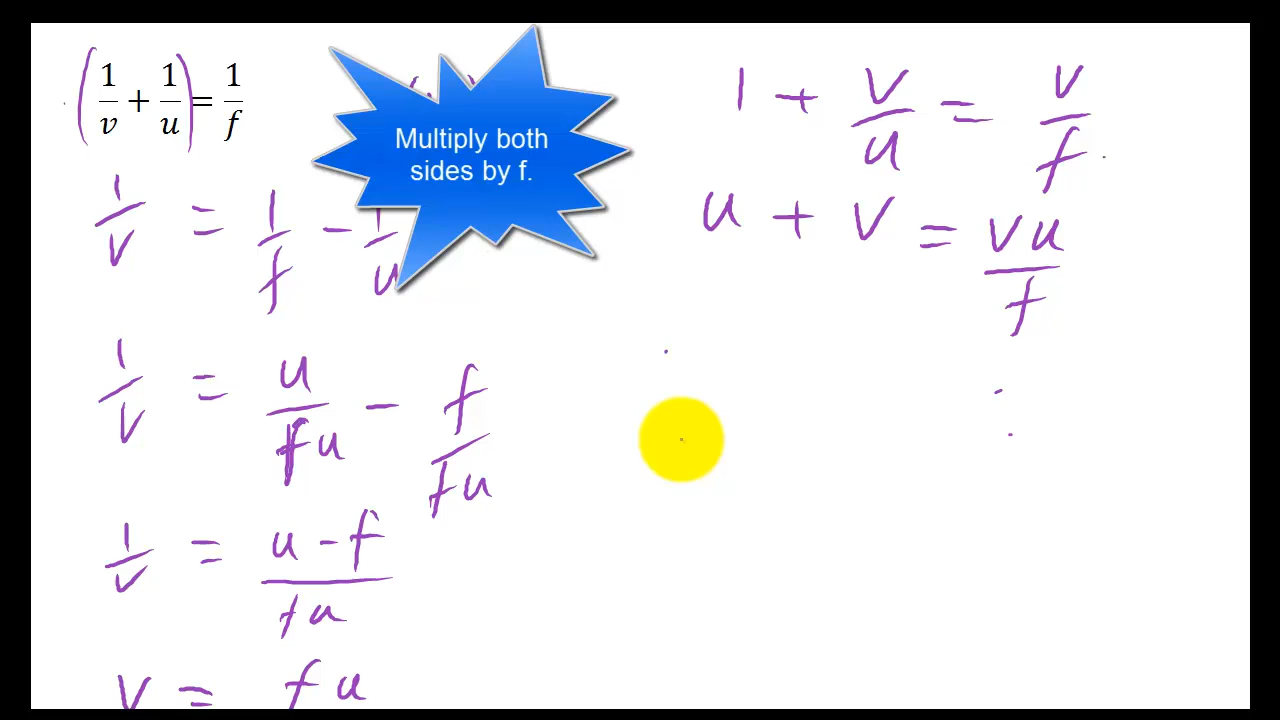 (1/v + 1/u) = 1/f
Multiply both
sides by f.
1/v = 1/f - 1/u
1/v = u/fu - f/fu
1/v = u - f/fu
v = fu
1 + v/u = v/f
u + v = vu/f